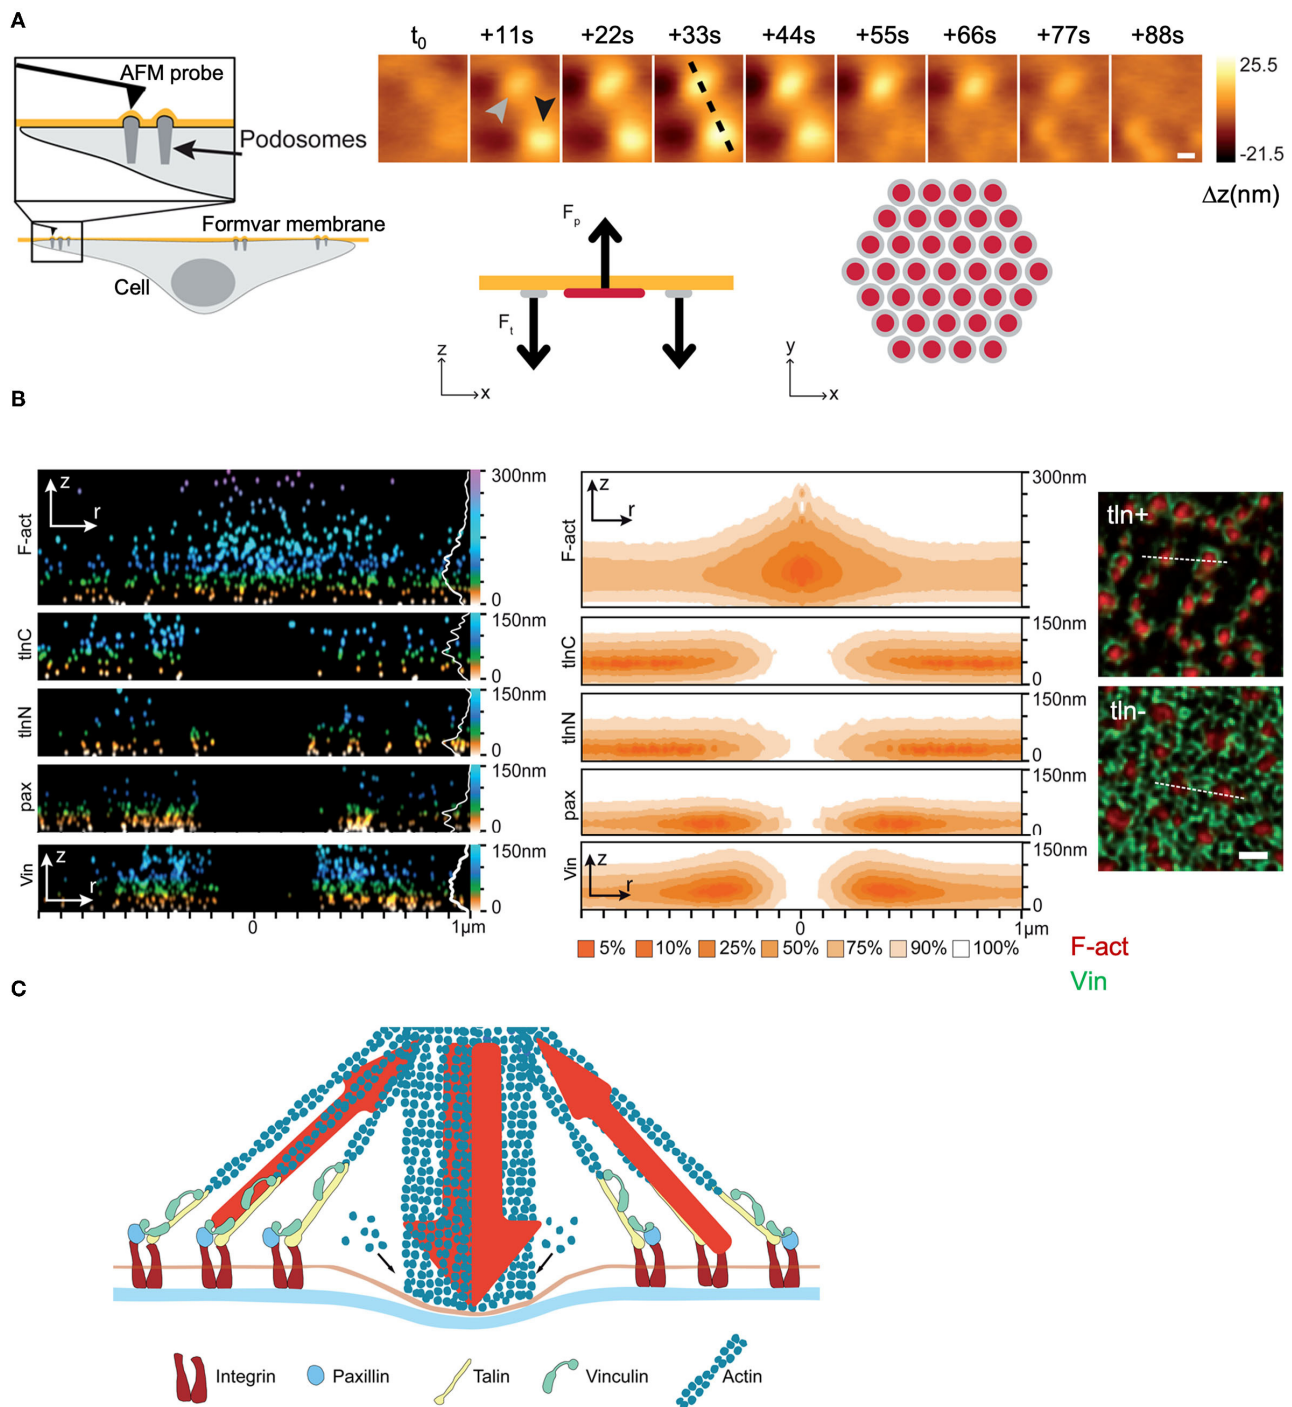 A
t0 +11s +22s +33s +44s +55s +66s +77s +88s
AFM probe
Podosomes
25.5
-21.5
Δz(nm)
Formvar membrane
Cell
Fp
Ft
z
x
y
x
B
z
r
F-act
300nm
0
tlnC
150nm
0
tlnN
150nm
0
pax
150nm
0
z
r
Vin
150nm
0
0
1µm
z
r
F-act
300nm
0
tlnC
150nm
0
tlnN
150nm
0
pax
150nm
0
z
r
Vin
150nm
0
0
1µm
5% 10% 25% 50% 75% 90% 100%
tln+
tln-
F-act
Vin
C
Integrin Paxillin Talin Vinculin Actin